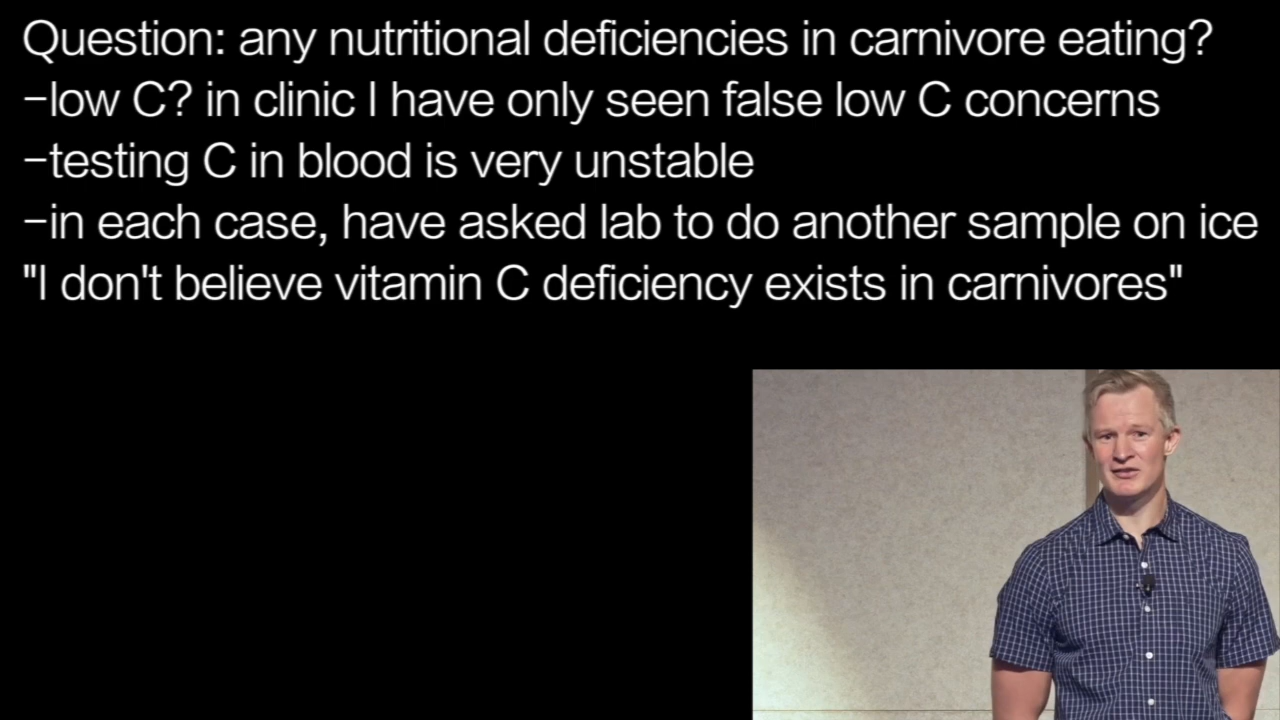 Question: any nutritional deficiencies in carnivore eating?
–low C? in clinic I have only seen false low C concerns
–testing C in blood is very unstable
–in each case, have asked lab to do another sample on ice
"I don't believe vitamin C deficiency exists in carnivores"